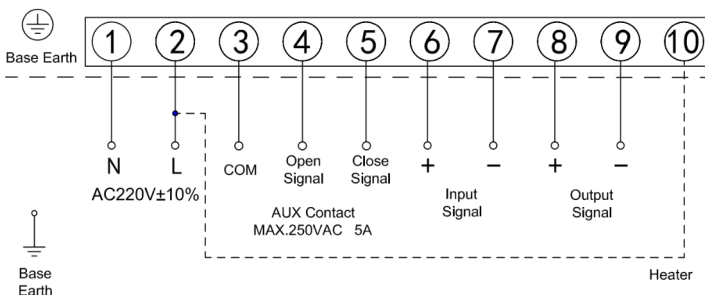 1 2 3 4 5 6 7 8 9 10
Base Earth
N L COM Open Signal Close Signal + − + −
AC220V±10%
Input Signal
Output Signal
AUX Contact
MAX.250VAC 5A
Base
Earth
Heater